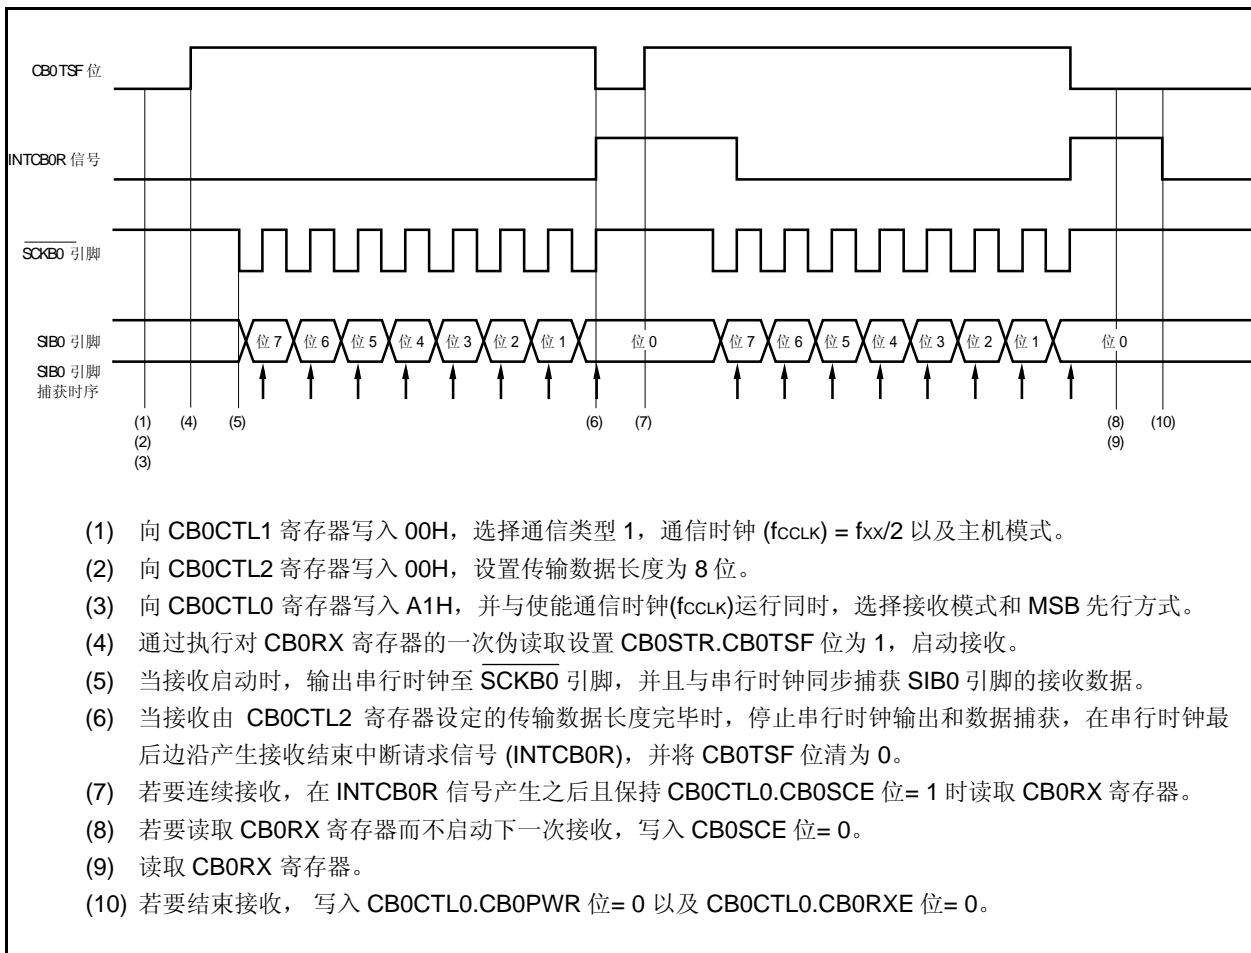 CB0TSF 位
INTCB0R 信号
SCKB0 引脚
SIB0 引脚 位 7 位 6 位 5 位 4 位 3 位 2 位 1 位 0 位 7 位 6 位 5 位 4 位 3 位 2 位 1 位 0
SIB0 引脚
捕获时序
(1) (4) (5) (6) (7) (8) (10)
(2) (9)
(3)
(1) 向 CB0CTL1 寄存器写入 00H，选择通信类型 1，通信时钟 (fCCLK) = fXX/2 以及主机模式。
(2) 向 CB0CTL2 寄存器写入 00H，设置传输数据长度为 8 位。
(3) 向 CB0CTL0 寄存器写入 A1H，并与使能通信时钟(fCCLK)运行同时，选择接收模式和 MSB 先行方式。
(4) 通过执行对 CB0RX 寄存器的一次伪读取设置 CB0STR.CB0TSF 位为 1，启动接收。
(5) 当接收启动时，输出串行时钟至 SCKB0 引脚，并且与串行时钟同步捕获 SIB0 引脚的接收数据。
(6) 当接收由 CB0CTL2 寄存器设定的传输数据长度完毕时，停止串行时钟输出和数据捕获，在串行时钟最
后边沿产生接收结束中断请求信号 (INTCB0R)，并将 CB0TSF 位清为 0。
(7) 若要连续接收，在 INTCB0R 信号产生之后且保持 CB0CTL0.CB0SCE 位= 1 时读取 CB0RX 寄存器。
(8) 若要读取 CB0RX 寄存器而不启动下一次接收，写入 CB0SCE 位= 0。
(9) 读取 CB0RX 寄存器。
(10) 若要结束接收， 写入 CB0CTL0.CB0PWR 位= 0 以及 CB0CTL0.CB0RXE 位= 0。